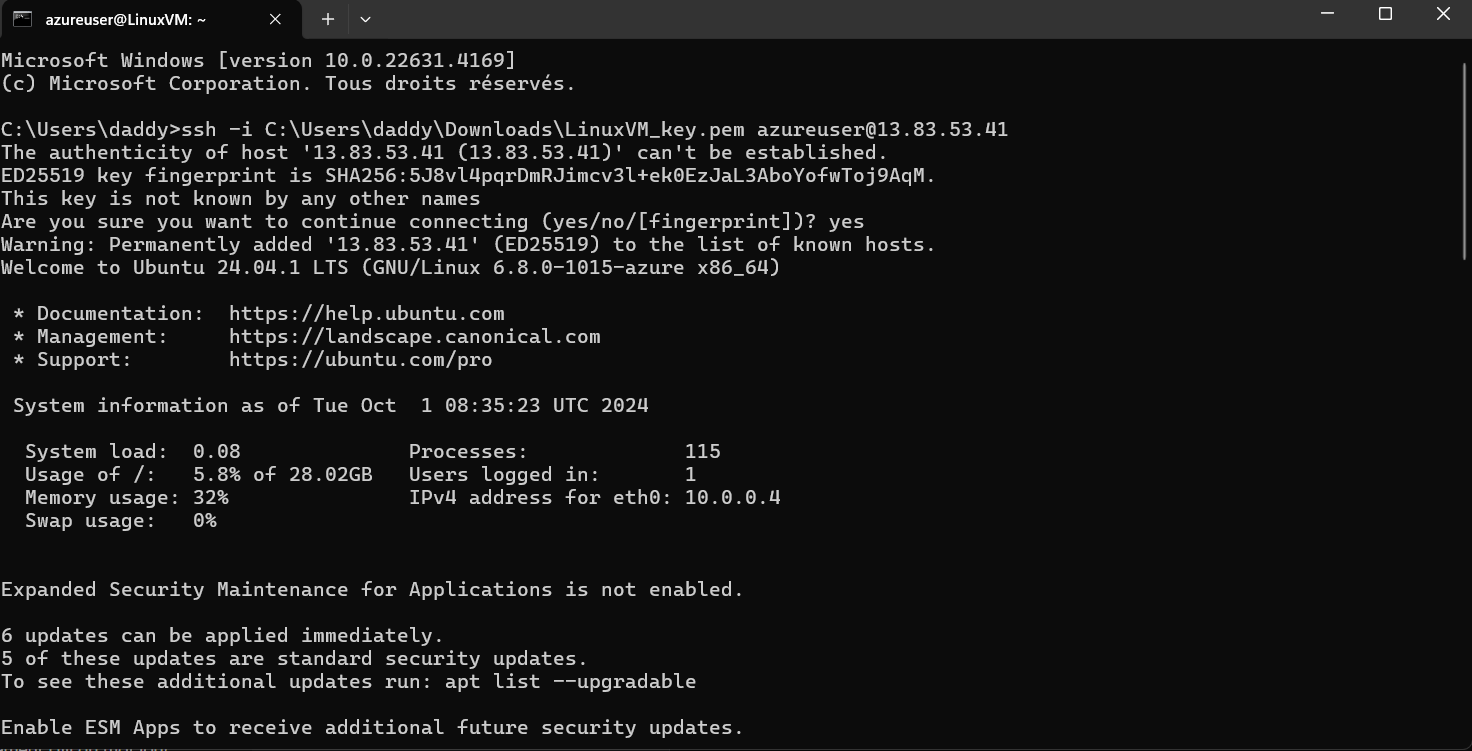 azureuser@LinuxVM: ~
Microsoft Windows [version 10.0.22631.4169]
(c) Microsoft Corporation. Tous droits réservés.
C:\Users\daddy>ssh -i C:\Users\daddy\Downloads\LinuxVM_key.pem azureuser@13.83.53.41
The authenticity of host '13.83.53.41 (13.83.53.41)' can't be established.
ED25519 key fingerprint is SHA256:5J8vl4pqrDmRJimcv3l+ek0EzJaL3AboYofwToj9AqM.
This key is not known by any other names
Are you sure you want to continue connecting (yes/no/[fingerprint])? yes
Warning: Permanently added '13.83.53.41' (ED25519) to the list of known hosts.
Welcome to Ubuntu 24.04.1 LTS (GNU/Linux 6.8.0-1015-azure x86_64)
* Documentation:  https://help.ubuntu.com
* Management:     https://landscape.canonical.com
* Support:        https://ubuntu.com/pro
System information as of Tue Oct  1 08:35:23 UTC 2024
System load:  0.08              Processes:             115
Usage of /:   5.8% of 28.02GB   Users logged in:       1
Memory usage: 32%               IPv4 address for eth0: 10.0.0.4
Swap usage:   0%
Expanded Security Maintenance for Applications is not enabled.
6 updates can be applied immediately.
5 of these updates are standard security updates.
To see these additional updates run: apt list --upgradable
Enable ESM Apps to receive additional future security updates.